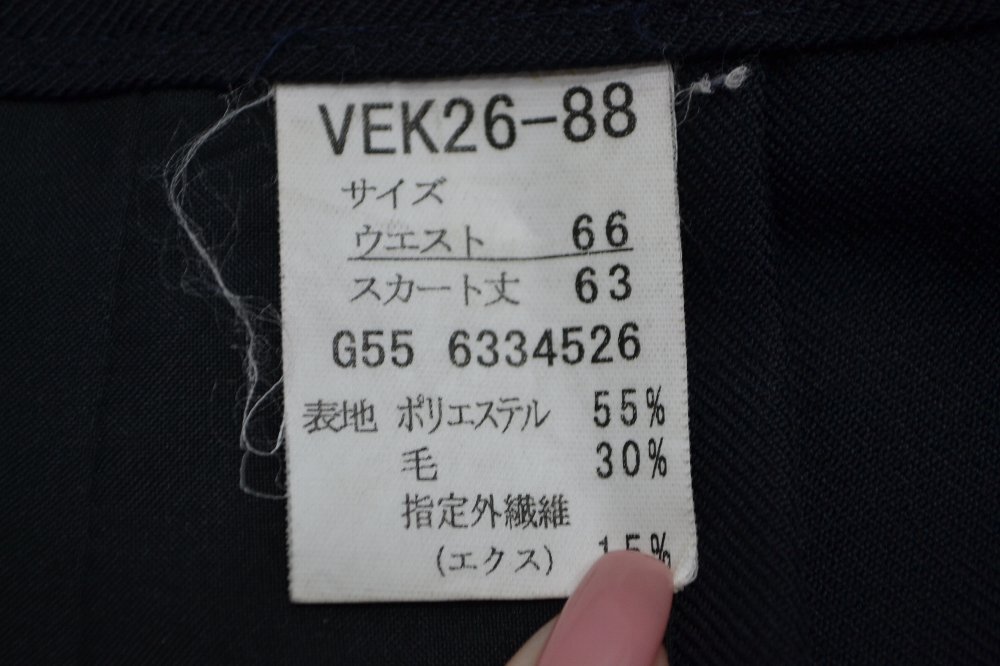 VEK26-88
サイズ
ウエスト 66
スカート丈 63
G55 6334526
表地 ポリエステル 55%
毛 30%
指定外繊維
(エクス) 15%